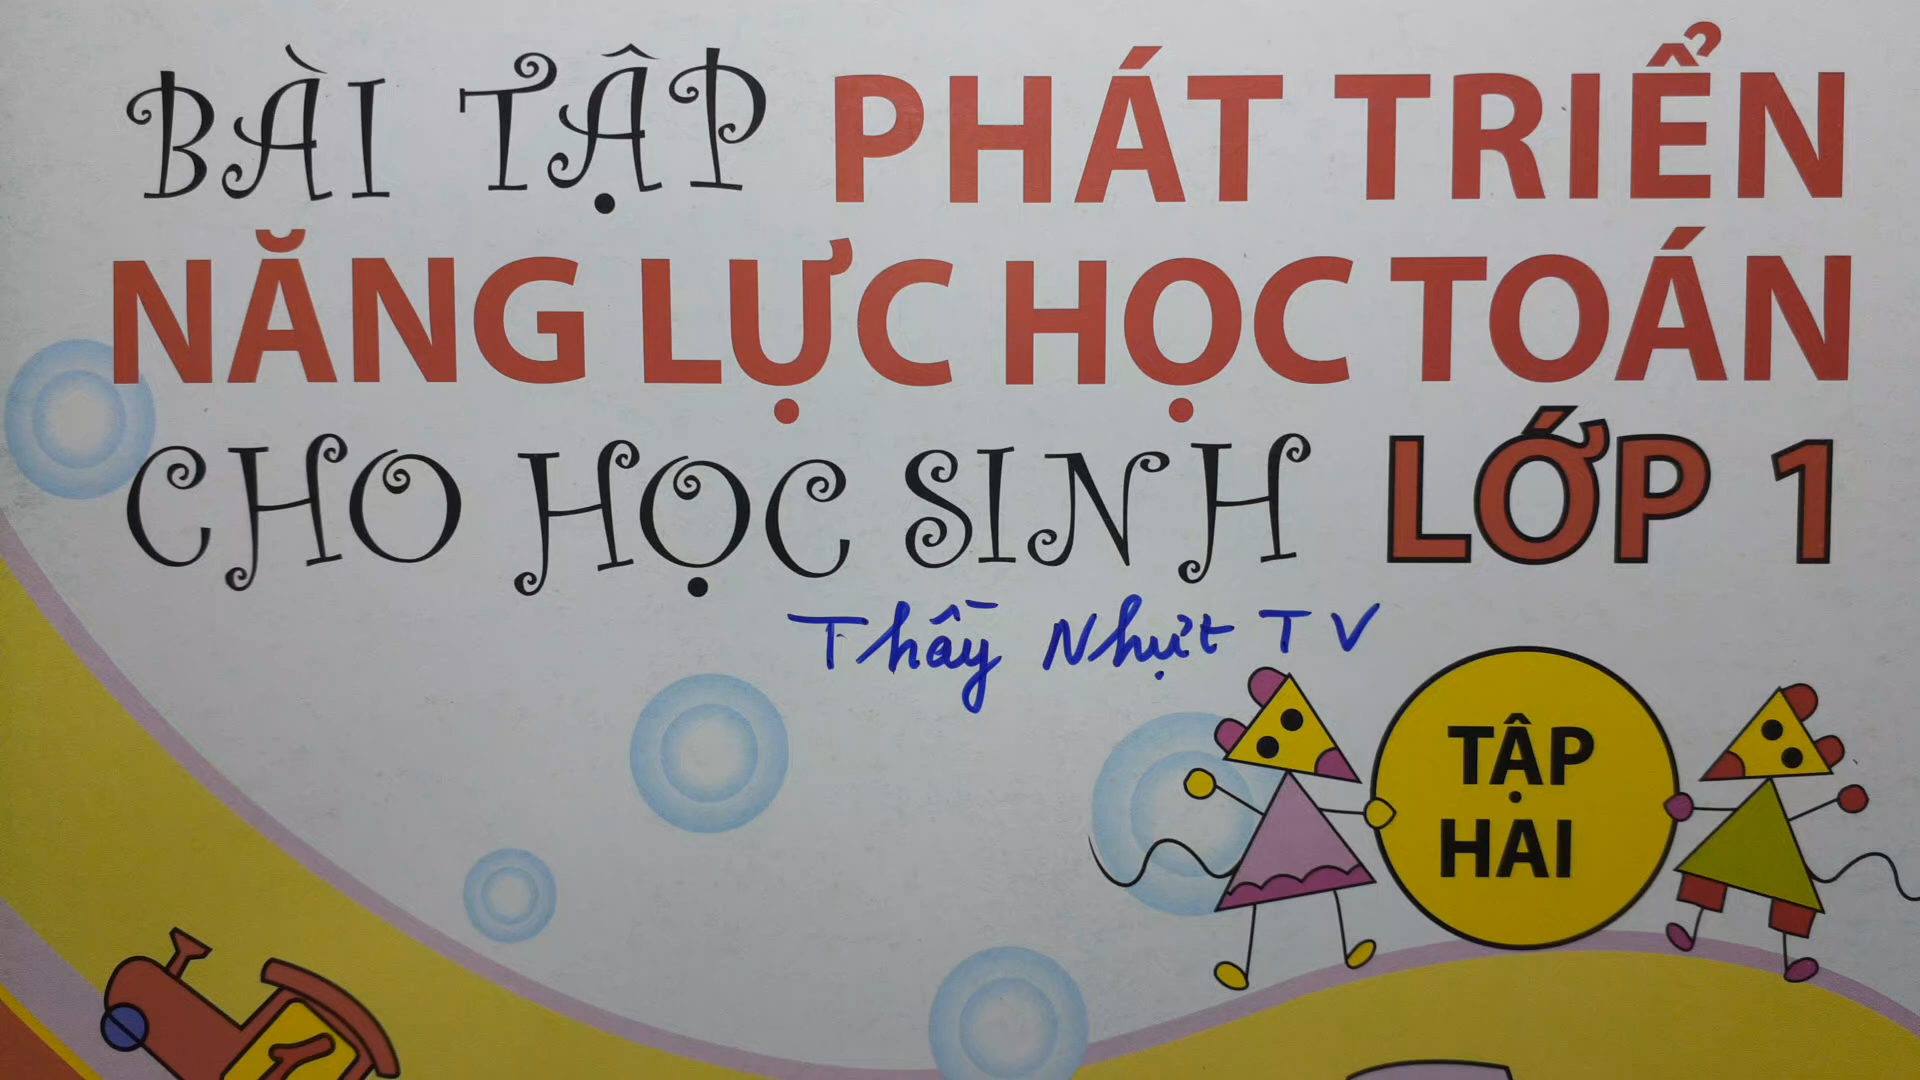 BÀI TẬP PHÁT TRIỂN
NĂNG LỰC HỌC TOÁN
CHO HỌC SINH LỚP 1
Thầy Nhựt TV
TẬP
HAI